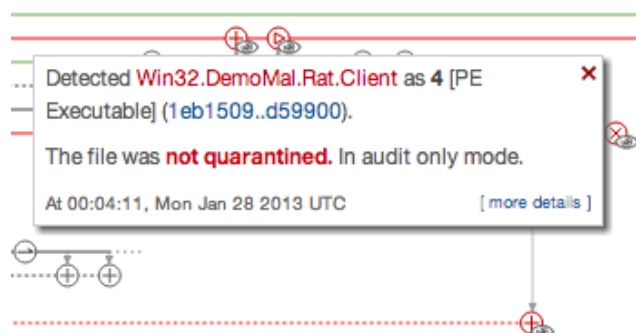 Detected Win32.DemoMal.Rat.Client as 4 [PE
Executable] (1eb1509..d59900).
The file was not quarantined. In audit only mode.
At 00:04:11, Mon Jan 28 2013 UTC [ more details ]